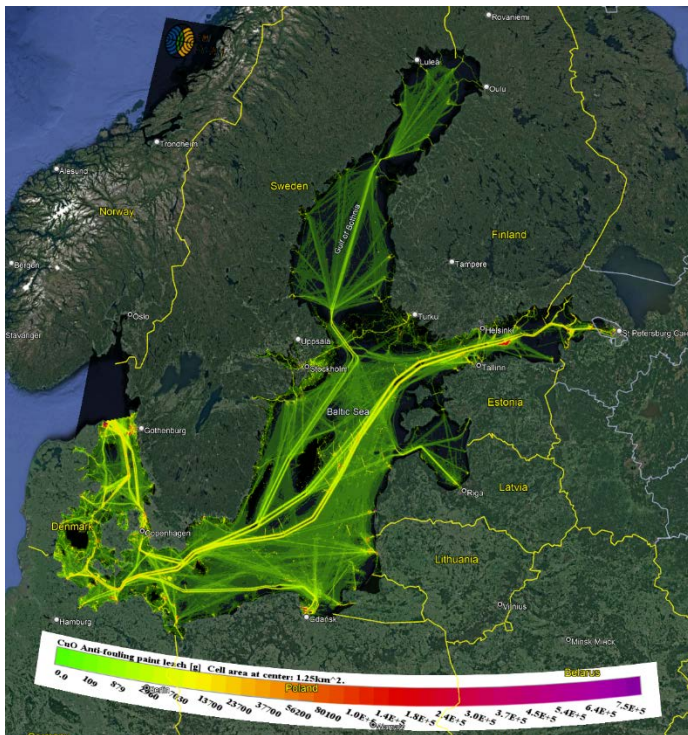 Rovaniemi
Luleå
Oulu
Trondheim
Alesund
Sweden
Norway
Gulf of Bothnia
Finland
Tampere
Bergen
Oslo
Turku
Helsinki
St Petersburg
Stavanger
Uppsala
Stockholm
Tallinn
Baltic Sea
Estonia
Gothenburg
Riga
Latvia
Denmark
Copenhagen
Lithuania
Hamburg
Gdańsk
Vilnius
Minsk
CuO Anti-fouling paint leach [g] Cell area at center: 1.25km^2.
Belarus
Berlin
Poland
0.0 109 879 7030 13700 23700 37700 56200 80100 1.0E+5 1.4E+5 1.8E+5 2.4E+5 3.0E+5 3.7E+5 4.5E+5 5.4E+5 6.4E+5 7.5E+5